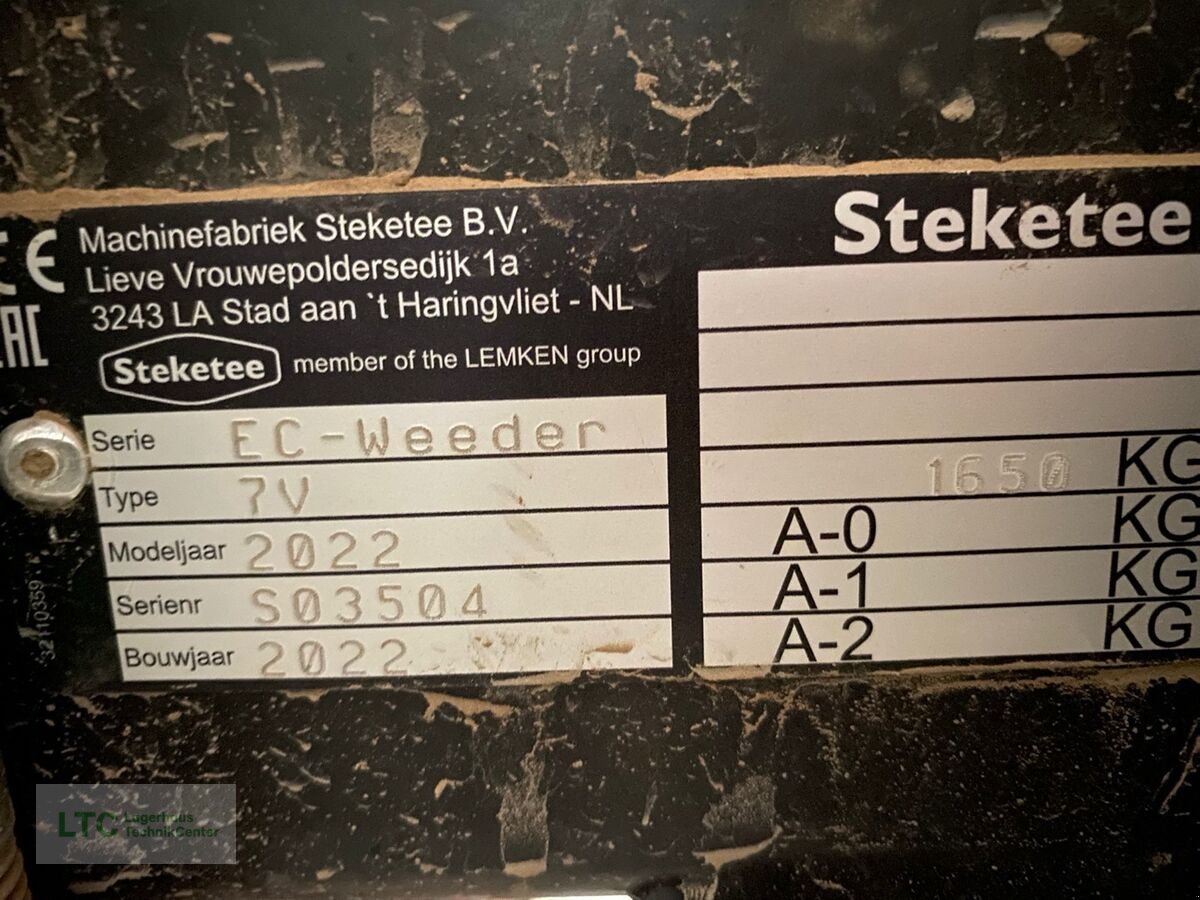 CE
EAC
Machinefabriek Steketee B.V.
Lieve Vrouwepoldersedijk 1a
3243 LA Stad aan `t Haringvliet - NL
Steketee member of the LEMKEN group
Serie EC-Weeder
Type 7V
Modeljaar 2022
Serienr S03504
Bouwjaar 2022
Steketee
1650 KG
A-0 KG
A-1 KG
A-2 KG
LTC Lagerhaus
TechnikCenter